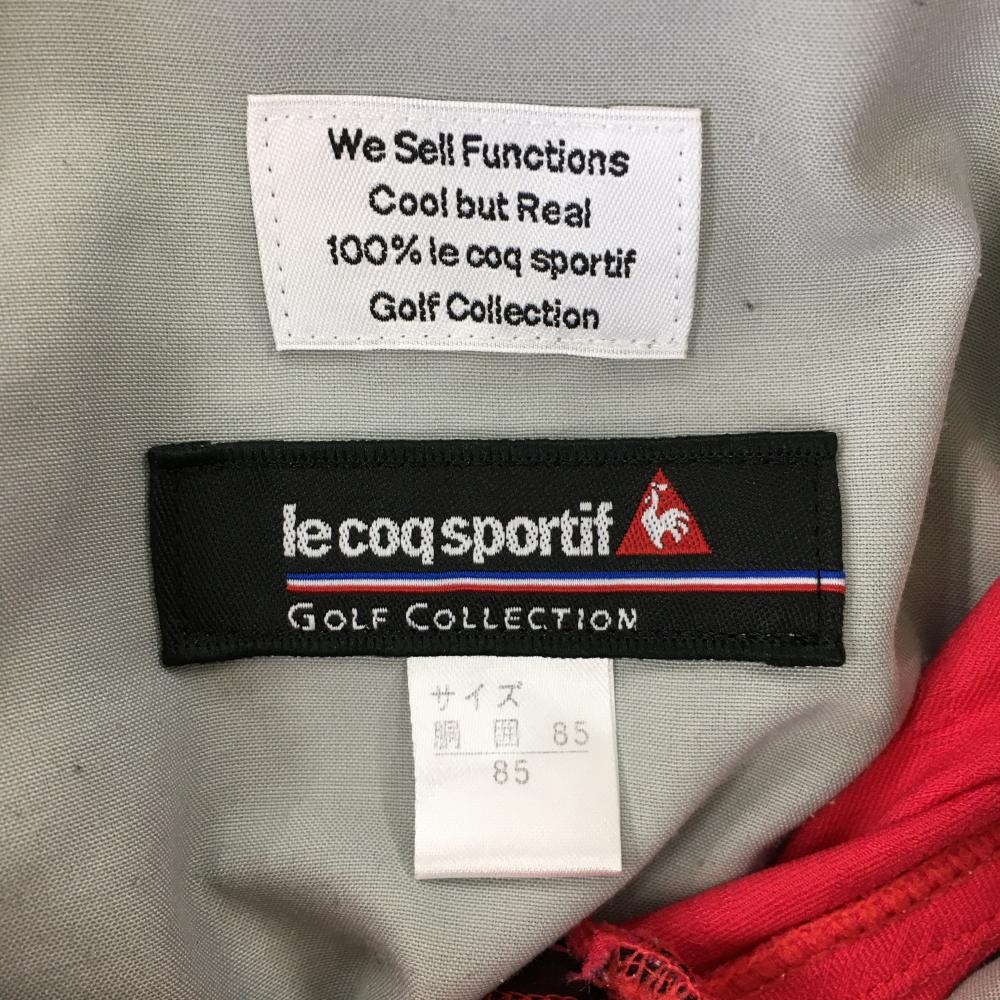 We Sell Functions
Cool but Real
100% le coq sportif
Golf Collection
le coq sportif
GOLF COLLECTION
サイズ
胴 囲 85
85